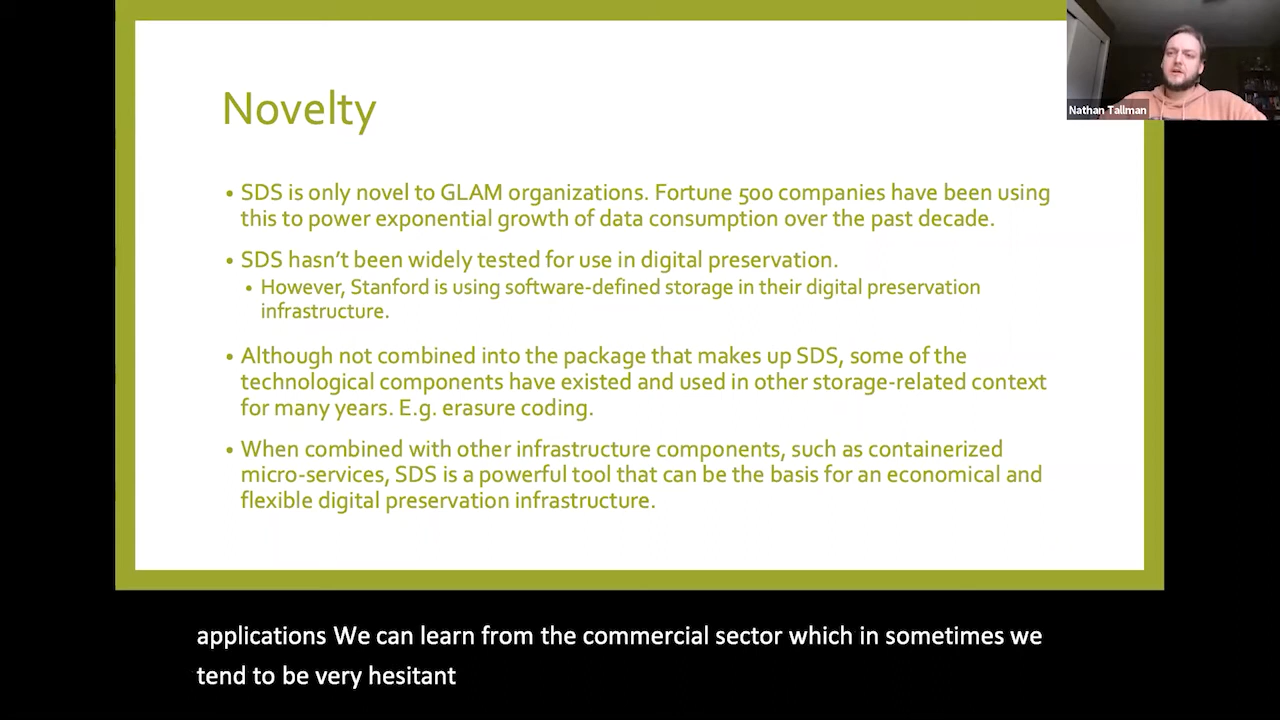 Novelty
Nathan Tallman
• SDS is only novel to GLAM organizations. Fortune 500 companies have been using
this to power exponential growth of data consumption over the past decade.
• SDS hasn't been widely tested for use in digital preservation.
• However, Stanford is using software-defined storage in their digital preservation
infrastructure.
• Although not combined into the package that makes up SDS, some of the
technological components have existed and used in other storage-related context
for many years. E.g. erasure coding.
• When combined with other infrastructure components, such as containerized
micro-services, SDS is a powerful tool that can be the basis for an economical and
flexible digital preservation infrastructure.
applications We can learn from the commercial sector which in sometimes we
tend to be very hesitant